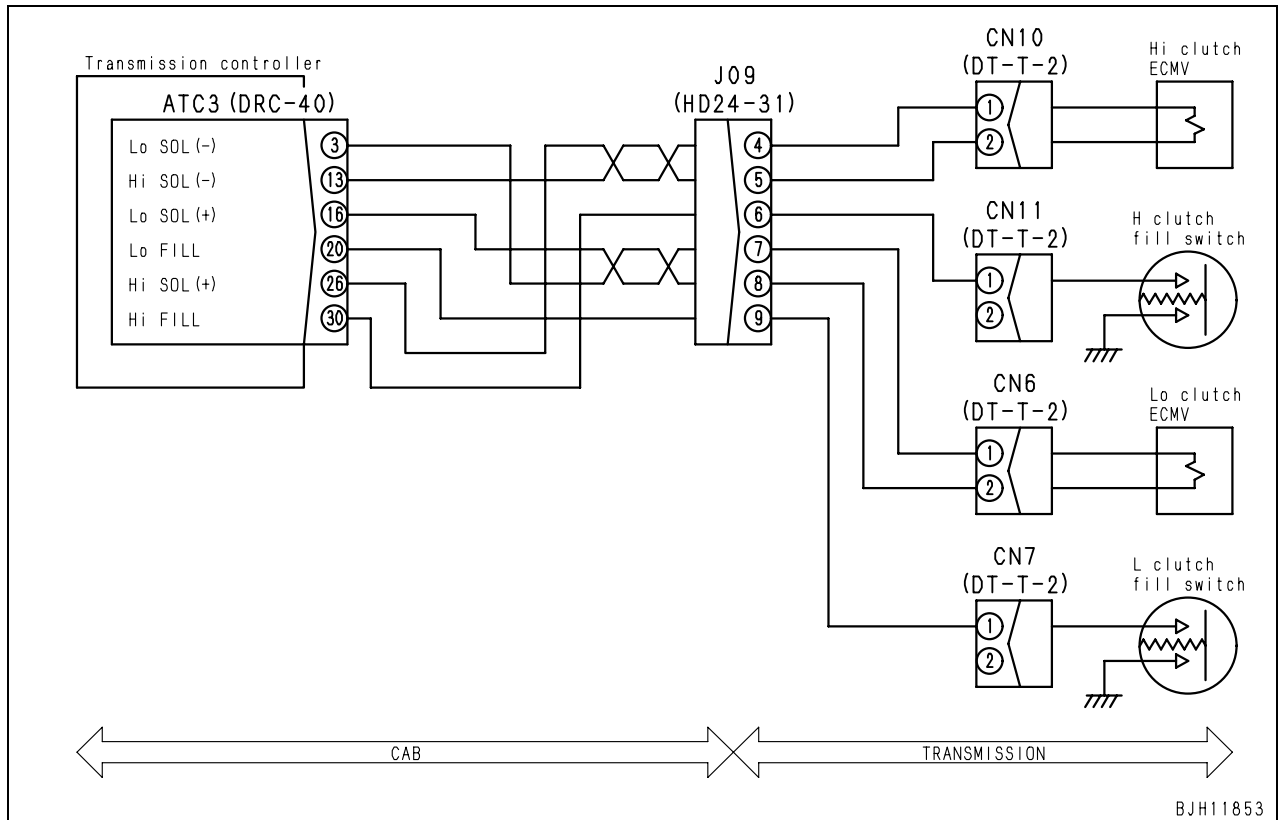 Transmission controller
ATC3 (DRC-40)
Lo SOL(-)
3
Hi SOL(-)
13
Lo SOL(+)
16
Lo FILL
20
Hi SOL(+)
26
Hi FILL
30
J09
(HD24-31)
4
5
6
7
8
9
CN10
(DT-T-2)
1
2
Hi clutch
ECMV
CN11
(DT-T-2)
1
2
H clutch
fill switch
CN6
(DT-T-2)
1
2
Lo clutch
ECMV
CN7
(DT-T-2)
1
2
L clutch
fill switch
CAB
TRANSMISSION
BJH11853